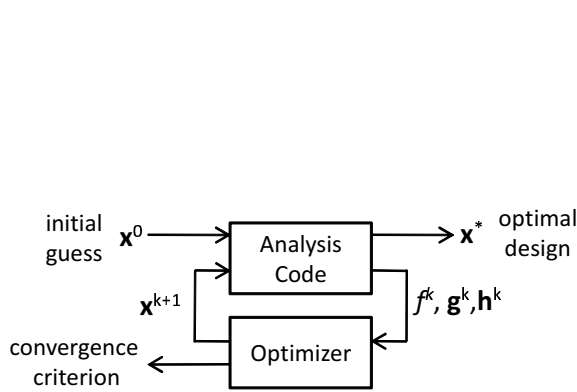 initial
guess
x⁰
Analysis
Code
x*
optimal
design
xᵏ⁺¹
fᵏ, gᵏ,hᵏ
convergence
criterion
Optimizer